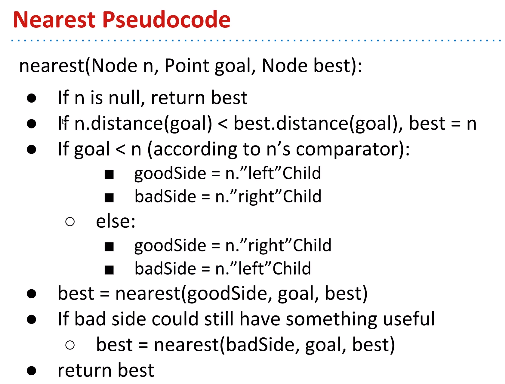 Nearest Pseudocode
nearest(Node n, Point goal, Node best):
● If n is null, return best
● If n.distance(goal) < best.distance(goal), best = n
● If goal < n (according to n's comparator):
■ goodSide = n."left"Child
■ badSide = n."right"Child
○ else:
■ goodSide = n."right"Child
■ badSide = n."left"Child
● best = nearest(goodSide, goal, best)
● If bad side could still have something useful
○ best = nearest(badSide, goal, best)
● return best